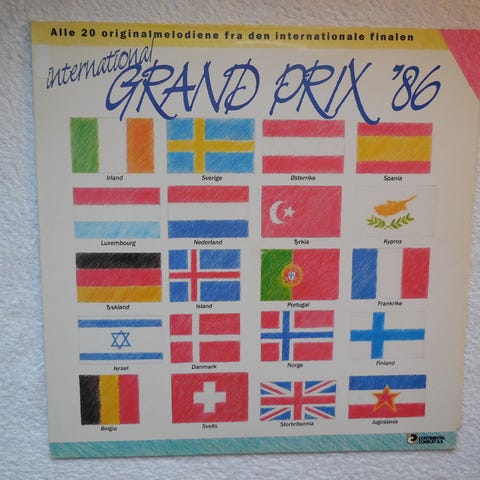 Alle 20 originalmelodiene fra den internationale finalen
international
GRAND PRIX '86
Irland Sverige Østerrike Spania
Luxembourg Nederland Tyrkia Kypros
Tyskland Island Portugal Frankrike
Israel Danmark Norge Finland
Belgia Sveits Storbritannia Jugoslavia
CONTINENTAL